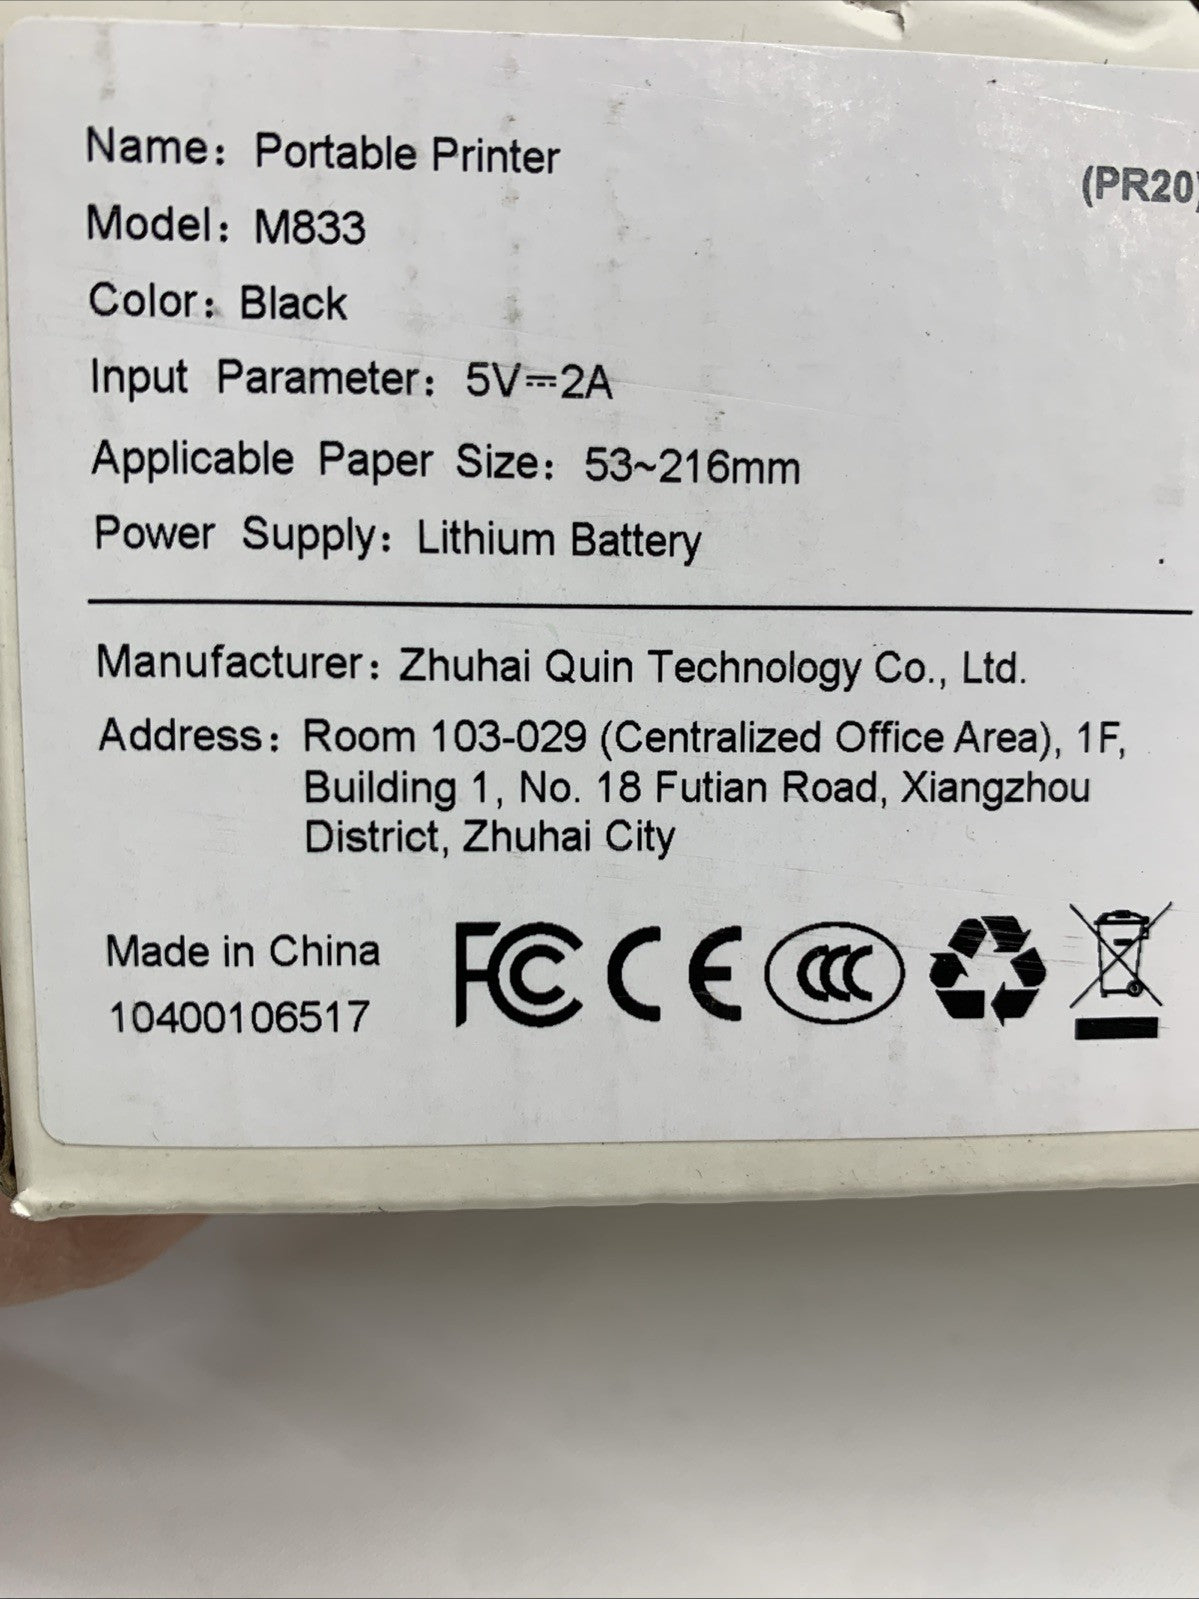 Name: Portable Printer
(PR20)
Model: M833
Color: Black
Input Parameter: 5V⎓2A
Applicable Paper Size: 53~216mm
Power Supply: Lithium Battery
Manufacturer: Zhuhai Quin Technology Co., Ltd.
Address: Room 103-029 (Centralized Office Area), 1F,
Building 1, No. 18 Futian Road, Xiangzhou
District, Zhuhai City
Made in China
FC CE CCC
10400106517